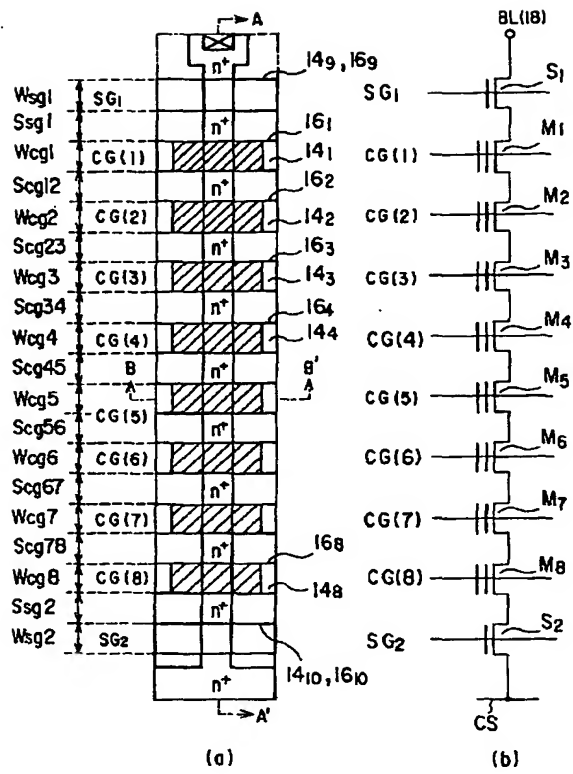 A
BL(18)
n+
14₉, 16₉
Wsg1 SG₁
SG₁ S₁
Ssg1 n+ 16₁
Wcg1 CG(1) 14₁
CG(1) M₁
Scg12 n+ 16₂
Wcg2 CG(2) 14₂
CG(2) M₂
Scg23 n+ 16₃
Wcg3 CG(3) 14₃
CG(3) M₃
Scg34 n+ 16₄
Wcg4 CG(4) 14₄
CG(4) M₄
Scg45 B n+ B'
Wcg5 CG(5)
CG(5) M₅
Scg56 n+
Wcg6 CG(6)
CG(6) M₆
Scg67 n+
Wcg7 CG(7)
CG(7) M₇
Scg78 n+ 16₈
Wcg8 CG(8) 14₈
CG(8) M₈
Ssg2 n+
Wsg2 SG₂
SG₂ S₂
14₁₀, 16₁₀
n+
A'
CS
(a) (b)